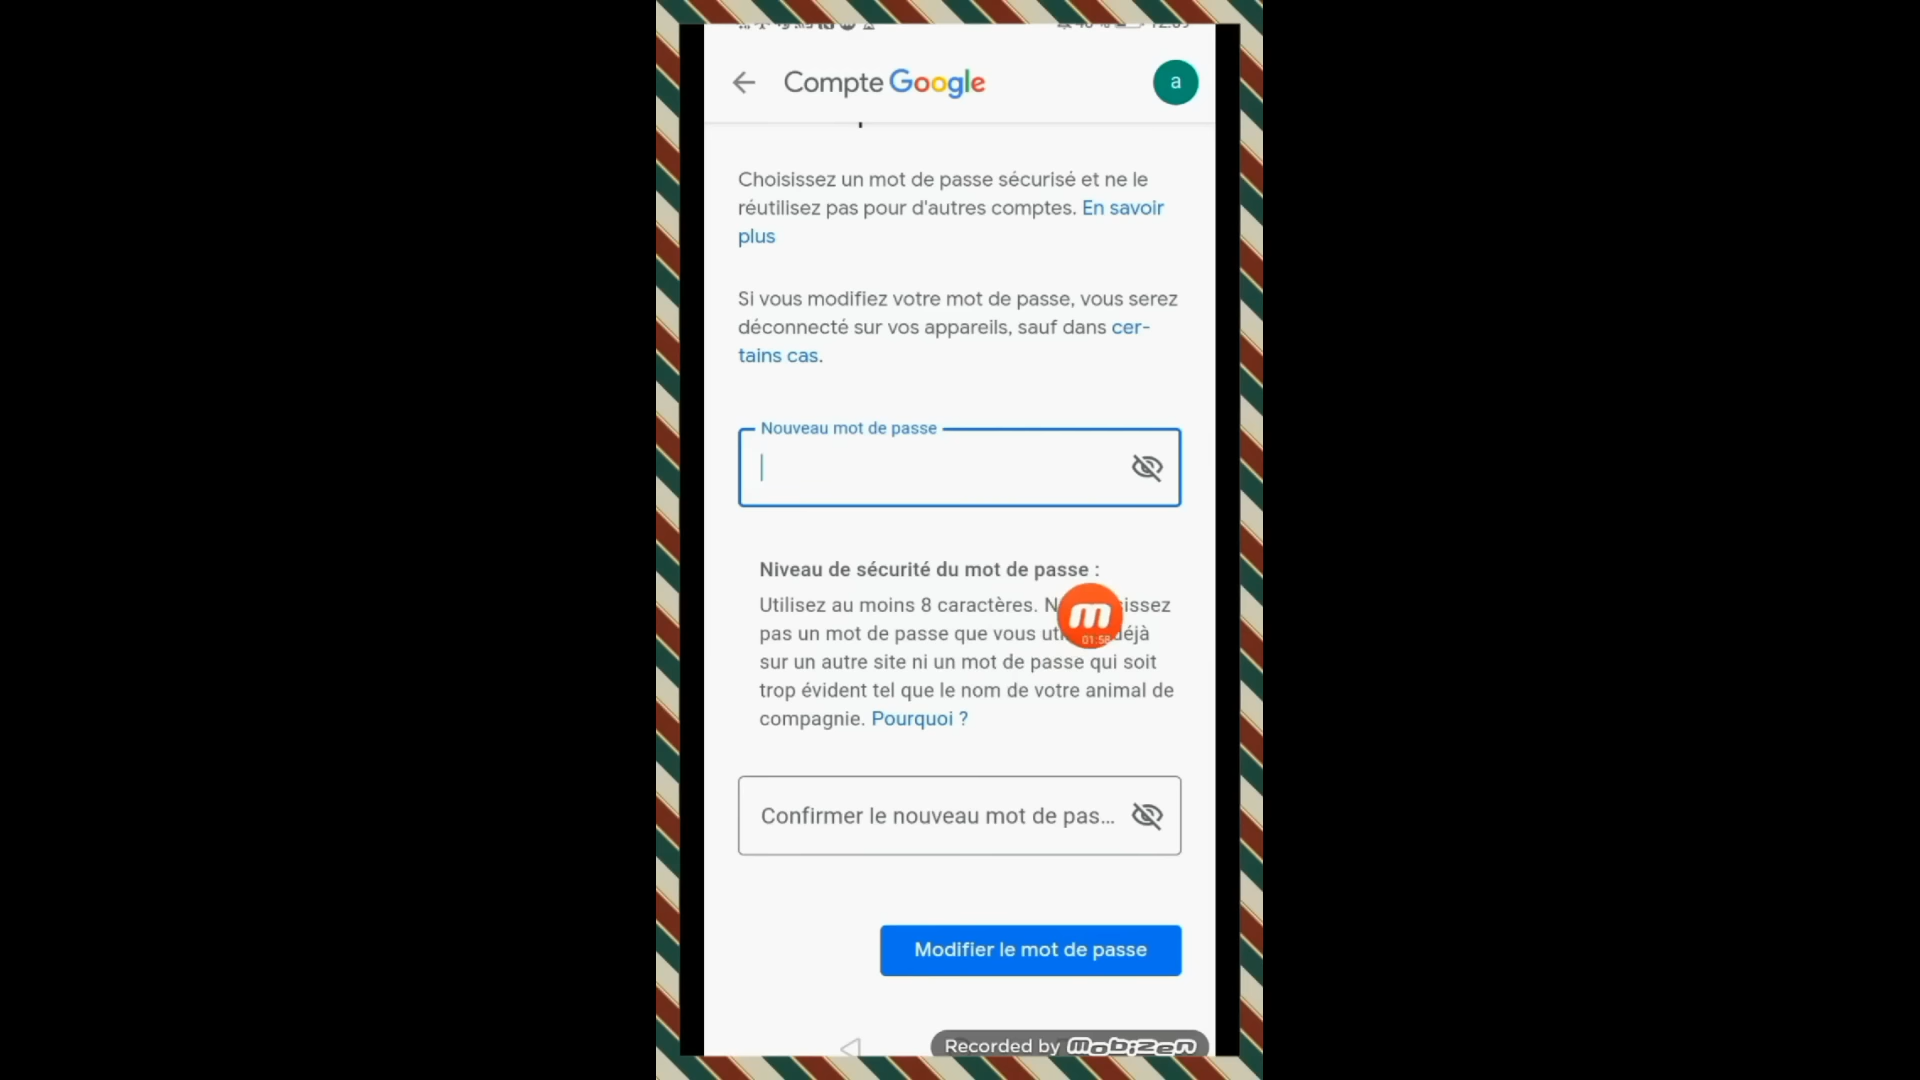 Compte Google
a
Choisissez un mot de passe sécurisé et ne le
réutilisez pas pour d'autres comptes. En savoir
plus
Si vous modifiez votre mot de passe, vous serez
déconnecté sur vos appareils, sauf dans cer-
tains cas.
Nouveau mot de passe
Niveau de sécurité du mot de passe :
Utilisez au moins 8 caractères.
pas un mot de passe que vous
sur un autre site ni un mot de passe qui soit
trop évident tel que le nom de votre animal de
compagnie. Pourquoi ?
m
01:58
Confirmer le nouveau mot de pas...
Modifier le mot de passe
Recorded by mobizen